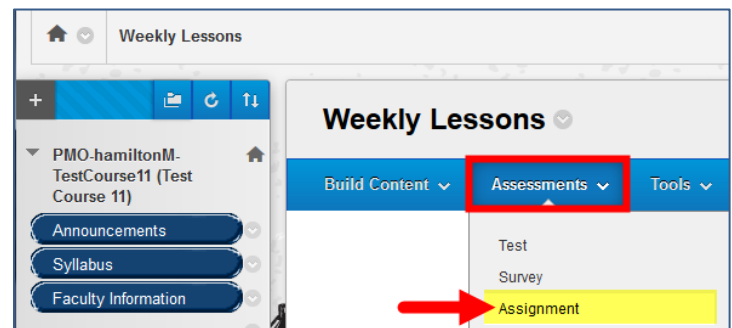 Weekly Lessons
+
PMO-hamiltonM-
TestCourse11 (Test
Course 11)
Announcements
Syllabus
Faculty Information
Weekly Lessons
Build Content
Assessments
Tools
Test
Survey
Assignment